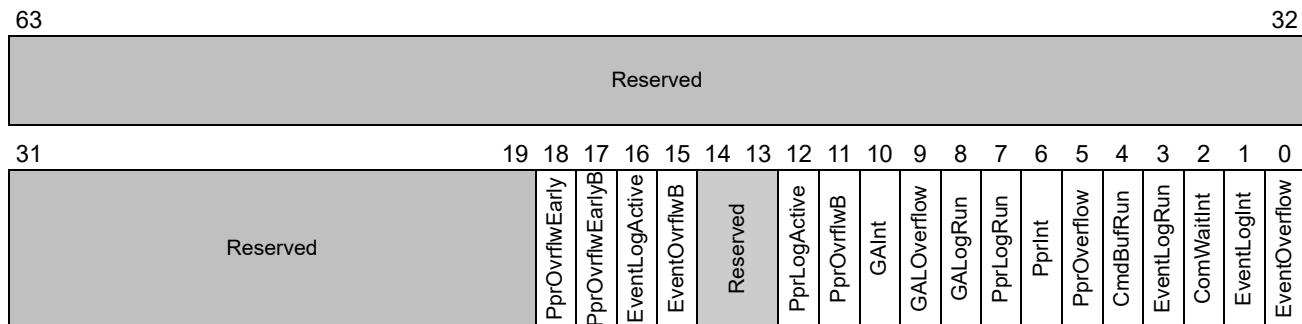 63 32
Reserved
31 19 18 17 16 15 14 13 12 11 10 9 8 7 6 5 4 3 2 1 0
Reserved
PprOvrflwEarly
PprOvrflwEarlyB
EventLogActive
EventOvrflwB
Reserved
PprLogActive
PprOvrflwB
GAInt
GALOverflow
GALogRun
PprLogRun
PprInt
PprOverflow
CmdBufRun
EventLogRun
ComWaitInt
EventLogInt
EventOverflow